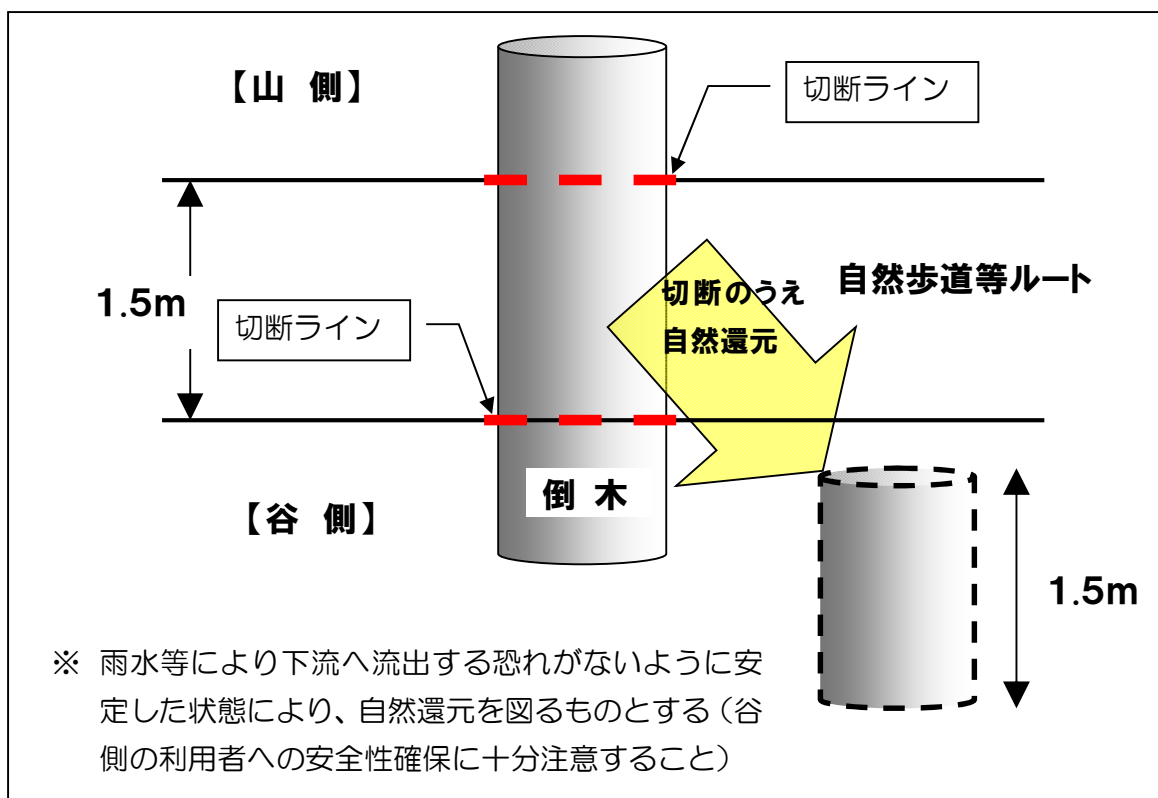 【山 側】
切断ライン
1.5m
切断ライン
切断のうえ
自然還元
自然歩道等ルート
倒 木
【谷 側】
1.5m
※ 雨水等により下流へ流出する恐れがないように安
定した状態により、自然還元を図るものとする（谷
側の利用者への安全性確保に十分注意すること）